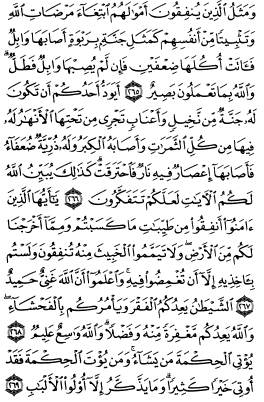 وَمَثَلُ ٱلَّذِينَ يُنفِقُونَ أَمْوَٰلَهُمُ ٱبْتِغَآءَ مَرْضَاتِ ٱللَّهِ
وَتَثْبِيتًا مِّنْ أَنفُسِهِمْ كَمَثَلِ جَنَّةٍۭ بِرَبْوَةٍ أَصَابَهَا وَابِلٌ
فَـَٔاتَتْ أُكُلَهَا ضِعْفَيْنِ فَإِن لَّمْ يُصِبْهَا وَابِلٌ فَطَلٌّ ۗ
وَٱللَّهُ بِمَا تَعْمَلُونَ بَصِيرٌ ﴿٢٦٥﴾ أَيَوَدُّ أَحَدُكُمْ أَن تَكُونَ
لَهُۥ جَنَّةٌ مِّن نَّخِيلٍ وَأَعْنَابٍ تَجْرِى مِن تَحْتِهَا ٱلْأَنْهَٰرُ لَهُۥ
فِيهَا مِن كُلِّ ٱلثَّمَرَٰتِ وَأَصَابَهُ ٱلْكِبَرُ وَلَهُۥ ذُرِّيَّةٌ ضُعَفَآءُ
فَأَصَابَهَآ إِعْصَارٌ فِيهِ نَارٌ فَٱحْتَرَقَتْ ۗ كَذَٰلِكَ يُبَيِّنُ ٱللَّهُ
لَكُمُ ٱلْـَٔايَٰتِ لَعَلَّكُمْ تَتَفَكَّرُونَ ﴿٢٦٦﴾ يَٰٓأَيُّهَا ٱلَّذِينَ
ءَامَنُوٓا۟ أَنفِقُوا۟ مِن طَيِّبَٰتِ مَا كَسَبْتُمْ وَمِمَّآ أَخْرَجْنَا
لَكُم مِّنَ ٱلْأَرْضِ ۖ وَلَا تَيَمَّمُوا۟ ٱلْخَبِيثَ مِنْهُ تُنفِقُونَ وَلَسْتُم
بِـَٔاخِذِيهِ إِلَّآ أَن تُغْمِضُوا۟ فِيهِ ۚ وَٱعْلَمُوٓا۟ أَنَّ ٱللَّهَ غَنِىٌّ حَمِيدٌ
﴿٢٦٧﴾ ٱلشَّيْطَٰنُ يَعِدُكُمُ ٱلْفَقْرَ وَيَأْمُرُكُم بِٱلْفَحْشَآءِ ۖ
وَٱللَّهُ يَعِدُكُم مَّغْفِرَةً مِّنْهُ وَفَضْلًا ۗ وَٱللَّهُ وَٰسِعٌ عَلِيمٌ ﴿٢٦٨﴾
يُؤْتِى ٱلْحِكْمَةَ مَن يَشَآءُ ۚ وَمَن يُؤْتَ ٱلْحِكْمَةَ فَقَدْ
أُوتِىَ خَيْرًا كَثِيرًا ۗ وَمَا يَذَّكَّرُ إِلَّآ أُو۟لُوا۟ ٱلْأَلْبَٰبِ ﴿٢٦٩﴾